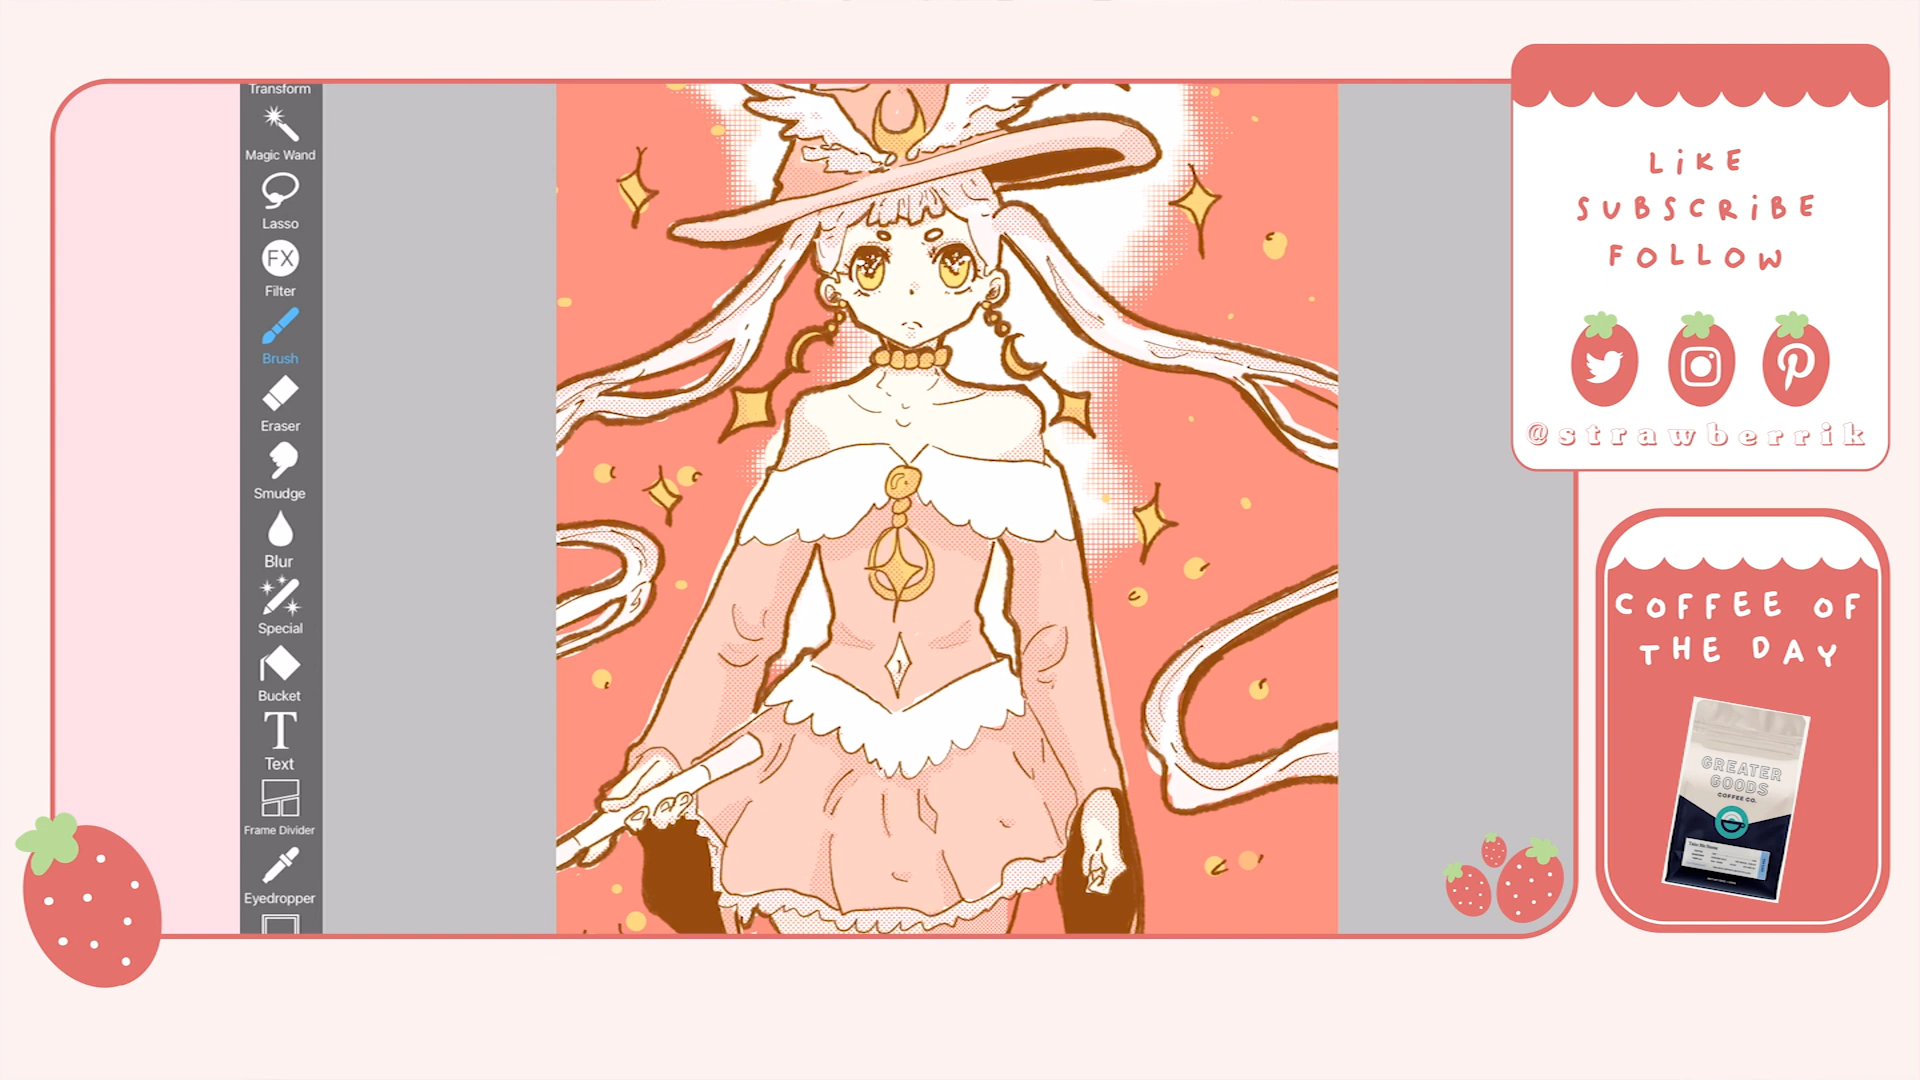 Transform
Magic Wand
Lasso
FX
Filter
Brush
Eraser
Smudge
Blur
Special
Bucket
T
Text
Frame Divider
Eyedropper
LiKE
SUBSCRiBE
FOLLOW
@strawberrik
COFFEE OF
THE DAY
GREATER
GOODS
COFFEE CO.